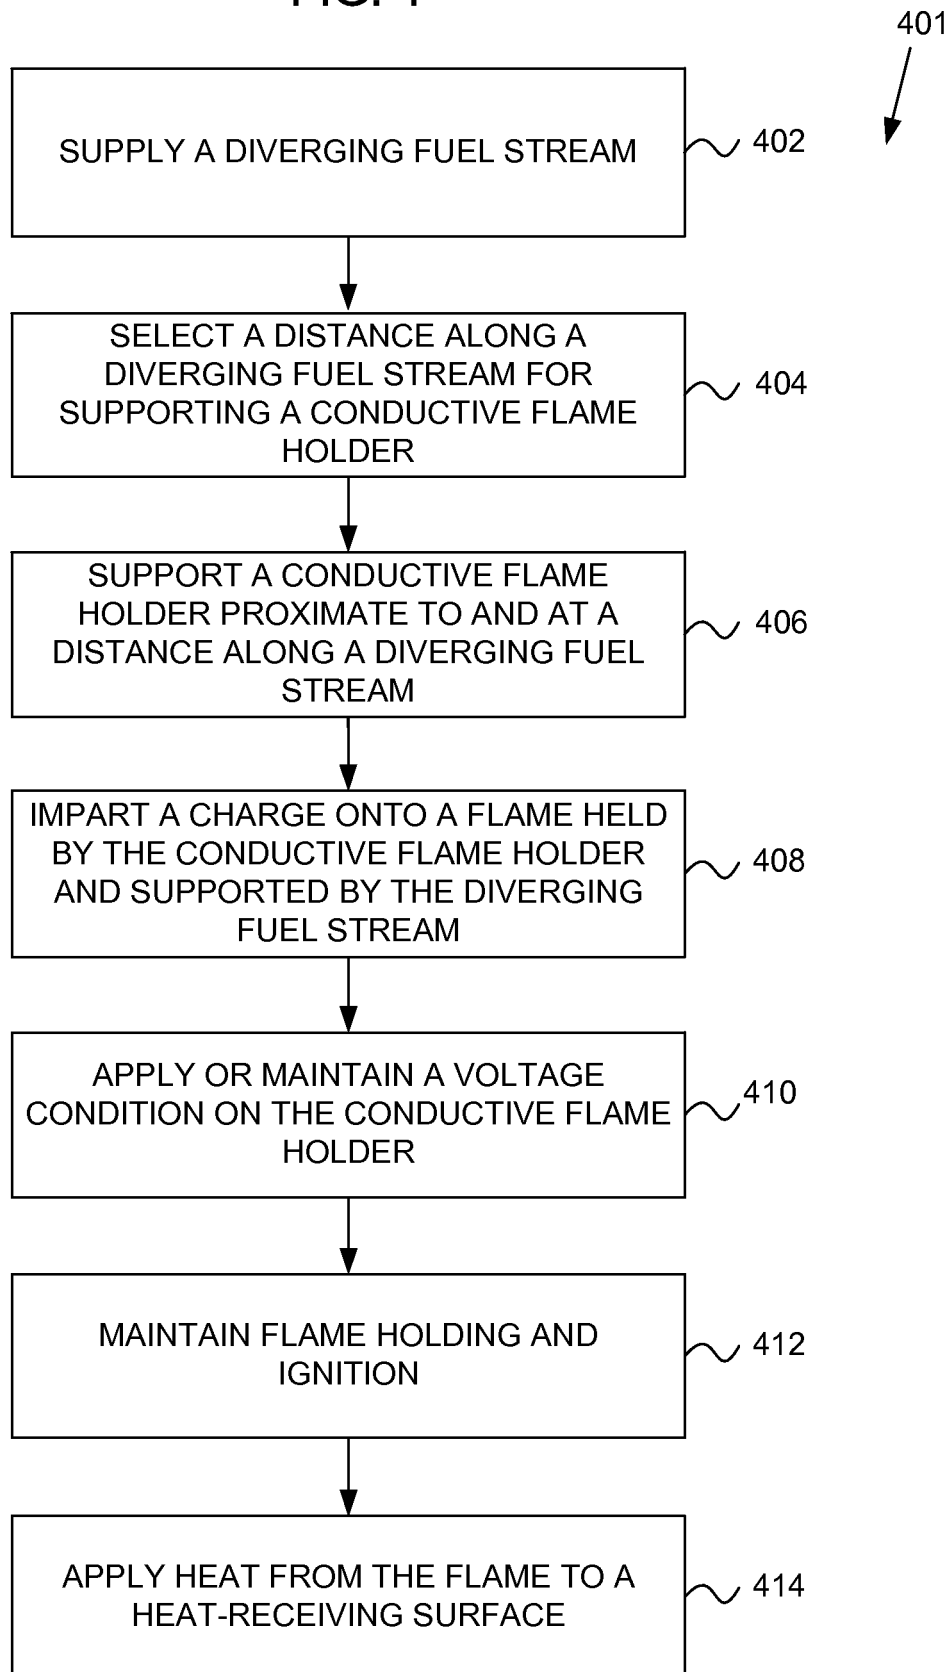 401
SUPPLY A DIVERGING FUEL STREAM
402
SELECT A DISTANCE ALONG A
DIVERGING FUEL STREAM FOR
SUPPORTING A CONDUCTIVE FLAME
HOLDER
404
SUPPORT A CONDUCTIVE FLAME
HOLDER PROXIMATE TO AND AT A
DISTANCE ALONG A DIVERGING FUEL
STREAM
406
IMPART A CHARGE ONTO A FLAME HELD
BY THE CONDUCTIVE FLAME HOLDER
AND SUPPORTED BY THE DIVERGING
FUEL STREAM
408
APPLY OR MAINTAIN A VOLTAGE
CONDITION ON THE CONDUCTIVE FLAME
HOLDER
410
MAINTAIN FLAME HOLDING AND
IGNITION
412
APPLY HEAT FROM THE FLAME TO A
HEAT-RECEIVING SURFACE
414